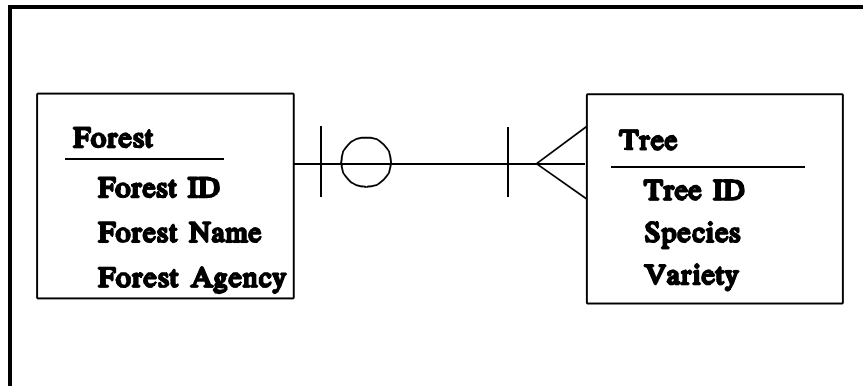 Forest
Forest ID
Forest Name
Forest Agency
Tree
Tree ID
Species
Variety